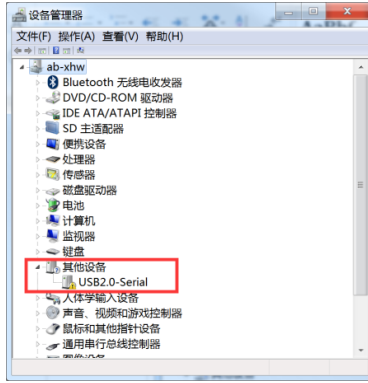 设备管理器
文件(F) 操作(A) 查看(V) 帮助(H)
ab-xhw
Bluetooth 无线电收发器
DVD/CD-ROM 驱动器
IDE ATA/ATAPI 控制器
SD 主适配器
便携设备
处理器
传感器
磁盘驱动器
电池
计算机
监视器
键盘
其他设备
USB2.0-Serial
人体学输入设备
声音、视频和游戏控制器
鼠标和其他指针设备
通用串行总线控制器
图像设备